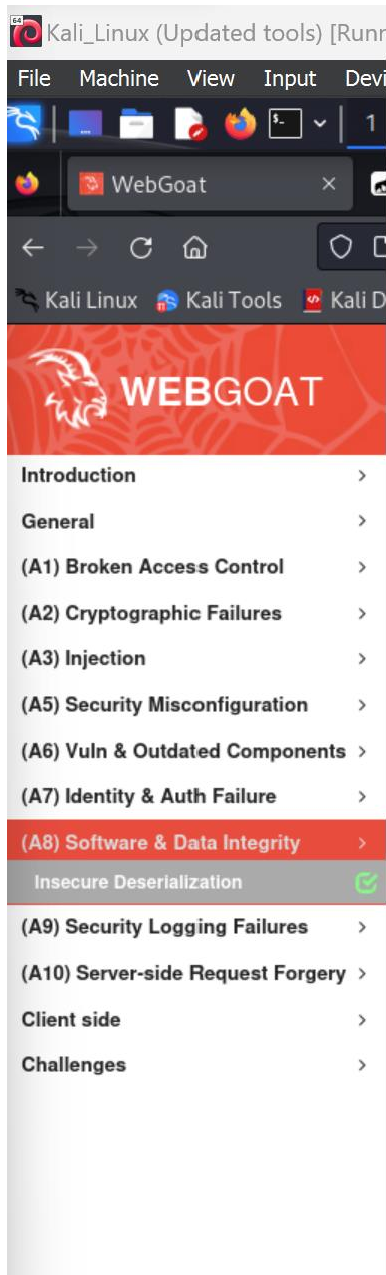 64
Kali_Linux (Updated tools) [Runn
File Machine View Input Devi
$- 1
WebGoat
Kali Linux Kali Tools Kali D
WEBGOAT
Introduction
General
(A1) Broken Access Control
(A2) Cryptographic Failures
(A3) Injection
(A5) Security Misconfiguration
(A6) Vuln & Outdated Components
(A7) Identity & Auth Failure
(A8) Software & Data Integrity
Insecure Deserialization
(A9) Security Logging Failures
(A10) Server-side Request Forgery
Client side
Challenges